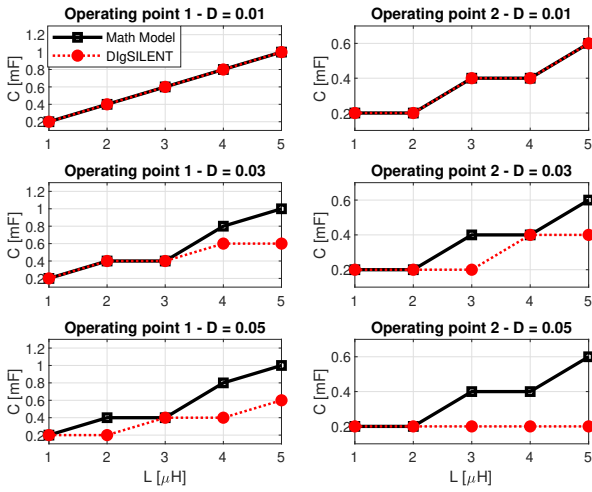 Operating point 1 - D = 0.01
Operating point 2 - D = 0.01
Math Model
DIgSILENT
C [mF]
1.2
1
0.8
0.6
0.4
0.2
1 2 3 4 5
C [mF]
0.6
0.4
0.2
1 2 3 4 5
Operating point 1 - D = 0.03
Operating point 2 - D = 0.03
C [mF]
1.2
1
0.8
0.6
0.4
0.2
1 2 3 4 5
C [mF]
0.6
0.4
0.2
1 2 3 4 5
Operating point 1 - D = 0.05
Operating point 2 - D = 0.05
C [mF]
1.2
1
0.8
0.6
0.4
0.2
1 2 3 4 5
L [μH]
C [mF]
0.6
0.4
0.2
1 2 3 4 5
L [μH]